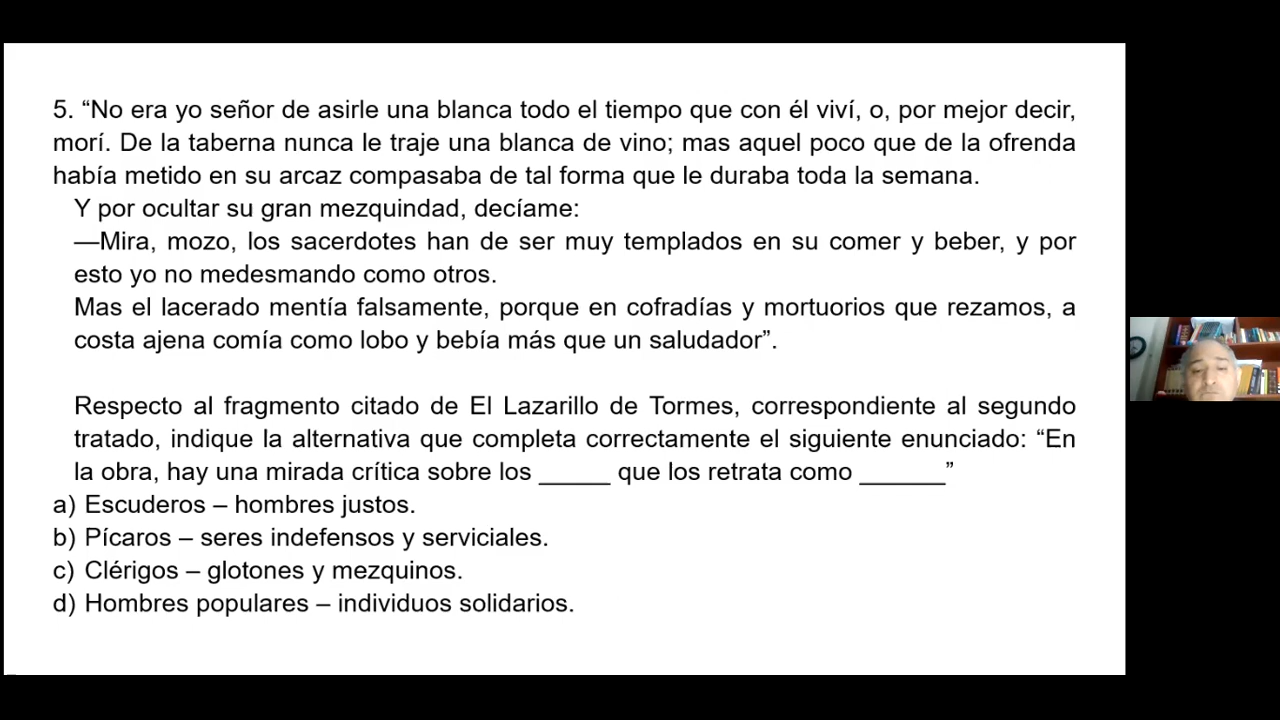 5. “No era yo señor de asirle una blanca todo el tiempo que con él viví, o, por mejor decir,
morí. De la taberna nunca le traje una blanca de vino; mas aquel poco que de la ofrenda
había metido en su arcaz compasaba de tal forma que le duraba toda la semana.
Y por ocultar su gran mezquindad, decíame:
—Mira, mozo, los sacerdotes han de ser muy templados en su comer y beber, y por
esto yo no medesmando como otros.
Mas el lacerado mentía falsamente, porque en cofradías y mortuorios que rezamos, a
costa ajena comía como lobo y bebía más que un saludador”.
Respecto al fragmento citado de El Lazarillo de Tormes, correspondiente al segundo
tratado, indique la alternativa que completa correctamente el siguiente enunciado: “En
la obra, hay una mirada crítica sobre los _____ que los retrata como ______”
a) Escuderos – hombres justos.
b) Pícaros – seres indefensos y serviciales.
c) Clérigos – glotones y mezquinos.
d) Hombres populares – individuos solidarios.